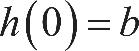 h(0) = b